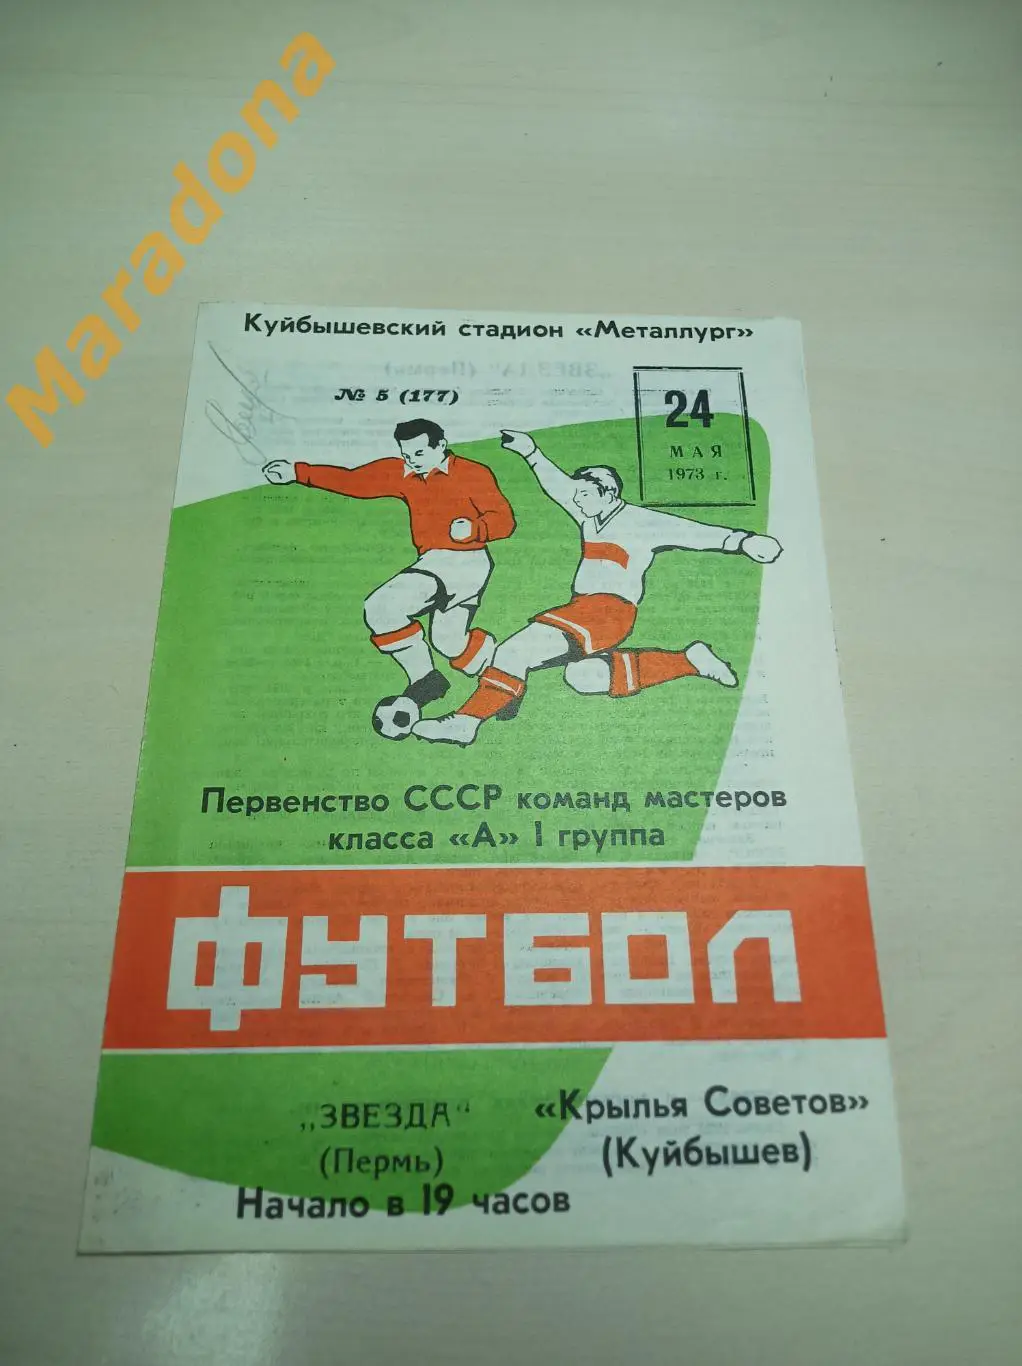 Maradona
Куйбышевский стадион «Металлург»
№ 5 (177)
24
МАЯ
1973 г.
Первенство СССР команд мастеров
класса «А» I группа
ФУТБОЛ
„ЗВЕЗДА“
(Пермь)
«Крылья Советов»
(Куйбышев)
Начало в 19 часов